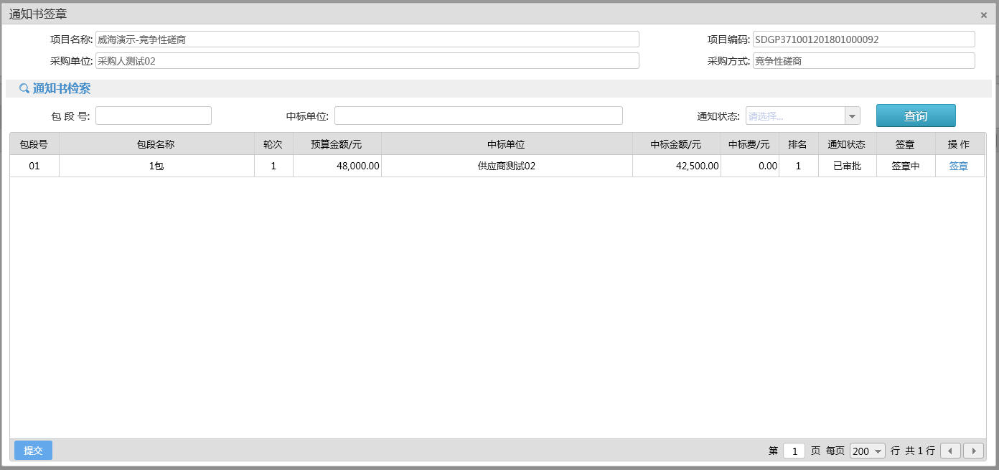 通知书签章 ×
项目名称: 威海演示-竞争性磋商 项目编码: SDGP371001201801000092
采购单位: 采购人测试02 采购方式: 竞争性磋商
通知书检索
包 段 号: 中标单位: 通知状态: 请选择... 查询
包段号 包段名称 轮次 预算金额/元 中标单位 中标金额/元 中标费/元 排名 通知状态 签章 操 作
01 1包 1 48,000.00 供应商测试02 42,500.00 0.00 1 已审批 签章中 签章
提交 第 1 页 每页 200 行 共 1 行